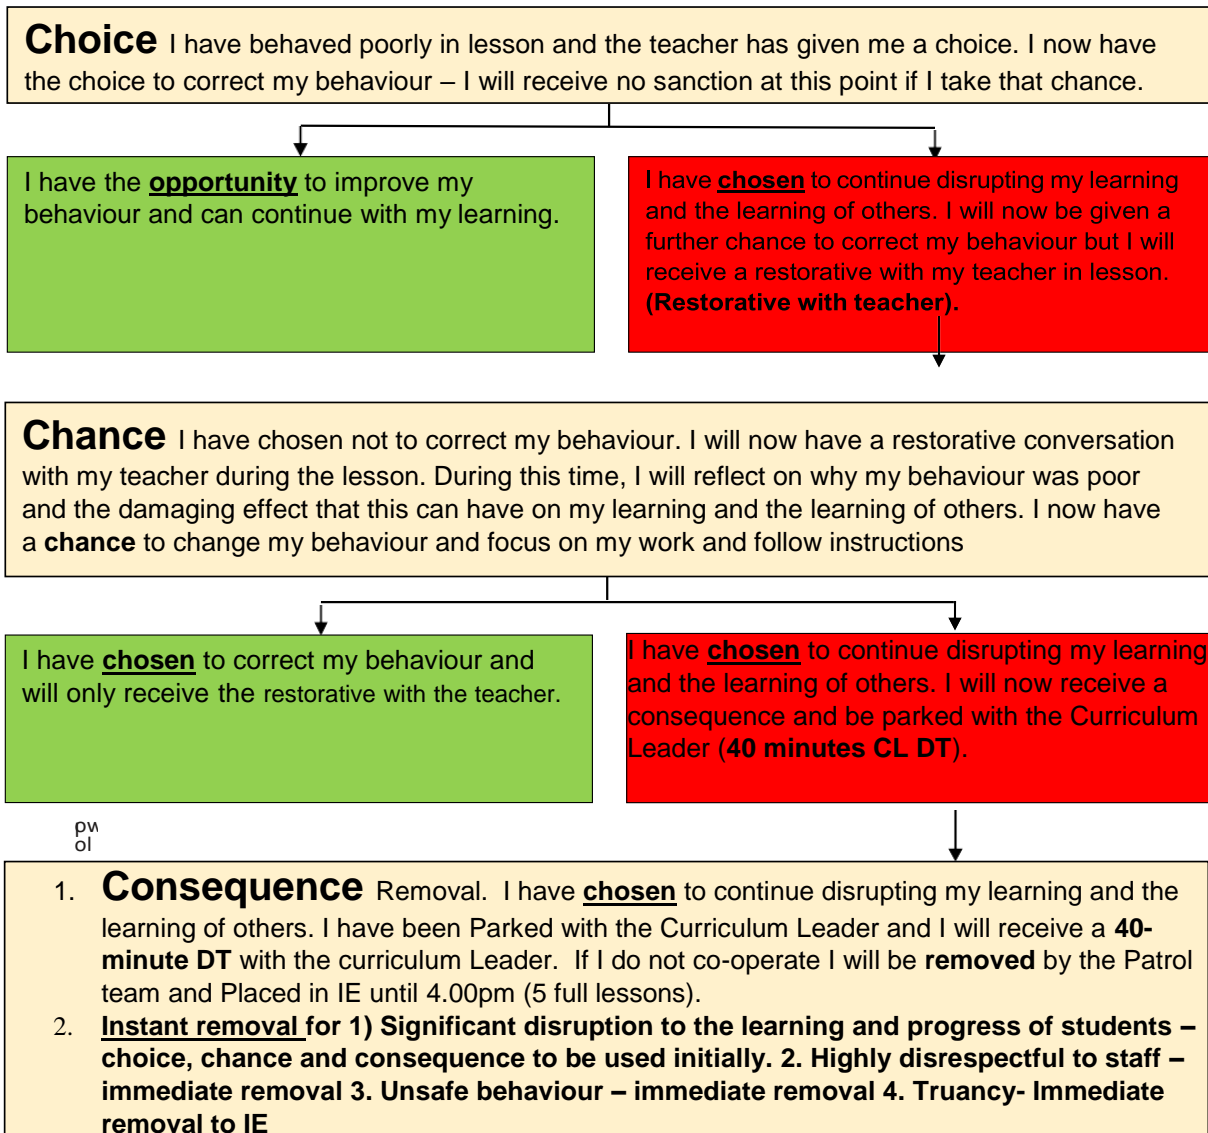 Choice I have behaved poorly in lesson and the teacher has given me a choice. I now have
the choice to correct my behaviour – I will receive no sanction at this point if I take that chance.
I have the opportunity to improve my
behaviour and can continue with my learning.
I have chosen to continue disrupting my learning
and the learning of others. I will now be given a
further chance to correct my behaviour but I will
receive a restorative with my teacher in lesson.
(Restorative with teacher).
Chance I have chosen not to correct my behaviour. I will now have a restorative conversation
with my teacher during the lesson. During this time, I will reflect on why my behaviour was poor
and the damaging effect that this can have on my learning and the learning of others. I now have
a chance to change my behaviour and focus on my work and follow instructions
I have chosen to correct my behaviour and
will only receive the restorative with the teacher.
I have chosen to continue disrupting my learning
and the learning of others. I will now receive a
consequence and be parked with the Curriculum
Leader (40 minutes CL DT).
1. Consequence Removal. I have chosen to continue disrupting my learning and the
learning of others. I have been Parked with the Curriculum Leader and I will receive a 40-
minute DT with the curriculum Leader. If I do not co-operate I will be removed by the Patrol
team and Placed in IE until 4.00pm (5 full lessons).
2. Instant removal for 1) Significant disruption to the learning and progress of students –
choice, chance and consequence to be used initially. 2. Highly disrespectful to staff –
immediate removal 3. Unsafe behaviour – immediate removal 4. Truancy- Immediate
removal to IE